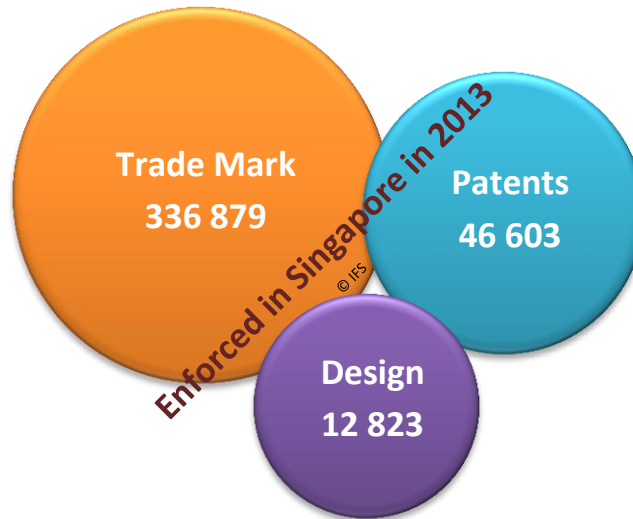 Trade Mark
336 879
Patents
46 603
Enforced in Singapore in 2013
© IFS
Design
12 823